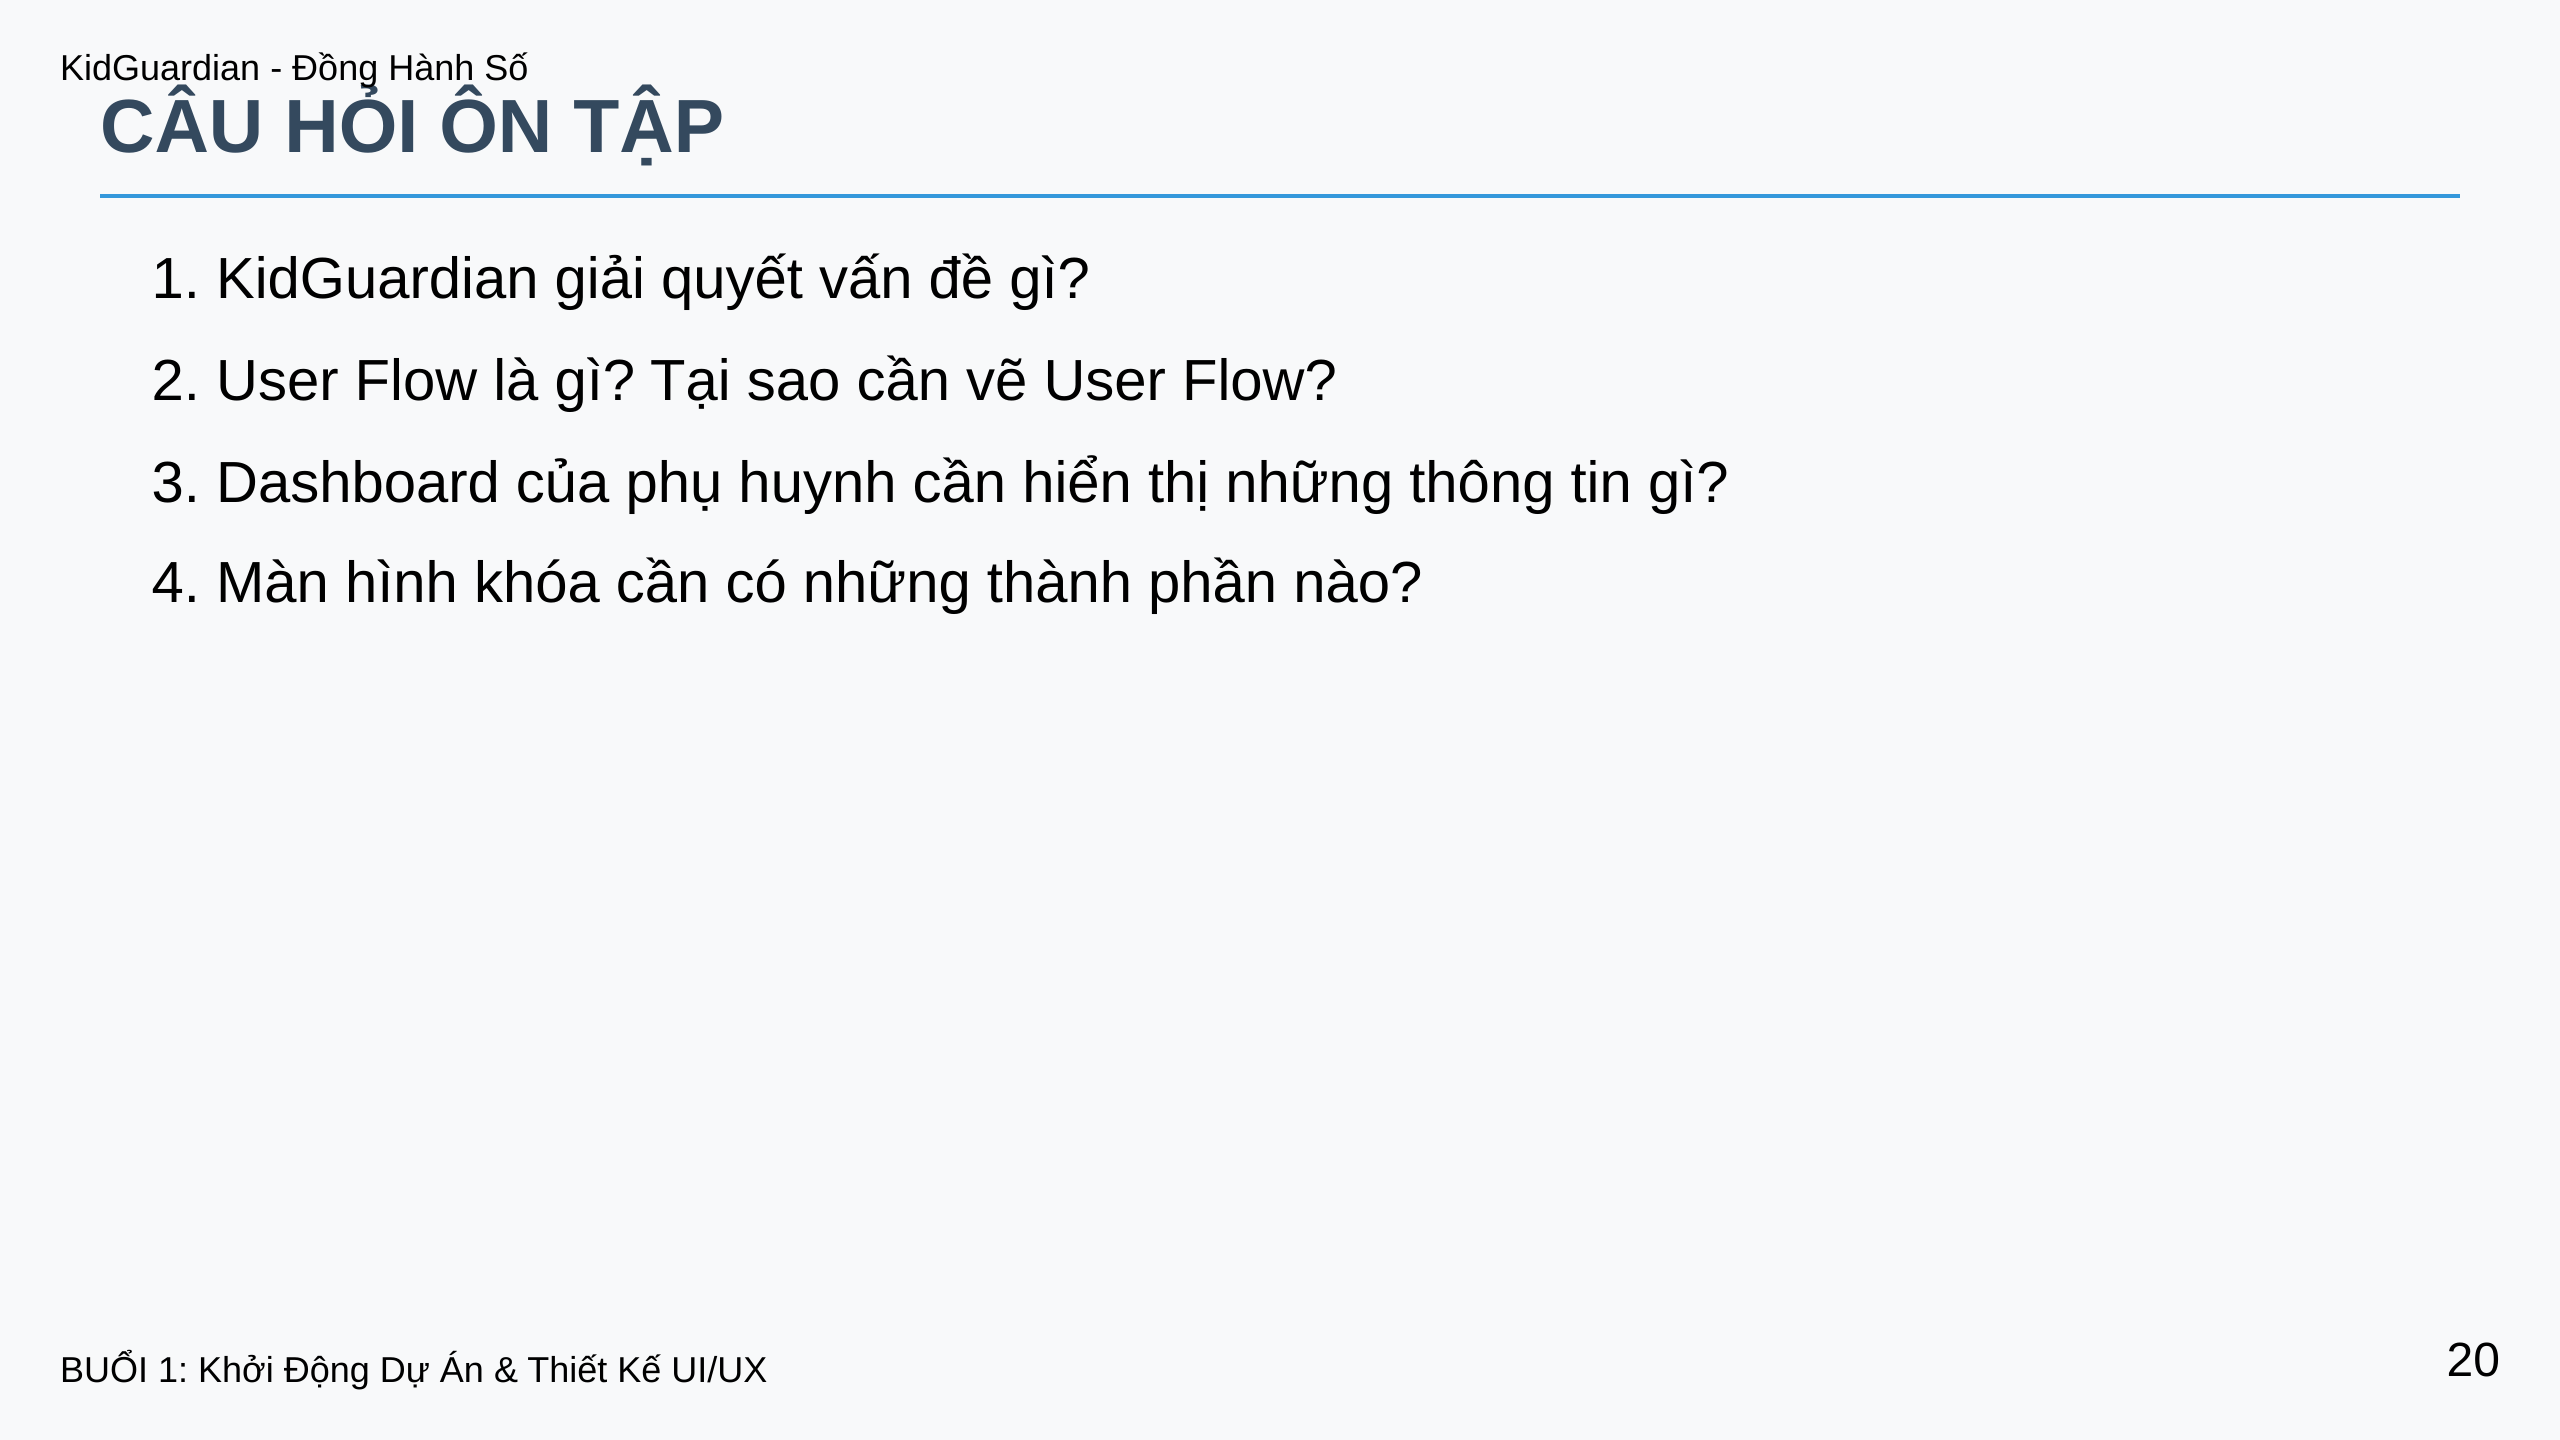 KidGuardian - Đồng Hành Số
CÂU HỎI ÔN TẬP
1. KidGuardian giải quyết vấn đề gì?
2. User Flow là gì? Tại sao cần vẽ User Flow?
3. Dashboard của phụ huynh cần hiển thị những thông tin gì?
4. Màn hình khóa cần có những thành phần nào?
BUỔI 1: Khởi Động Dự Án & Thiết Kế UI/UX
20